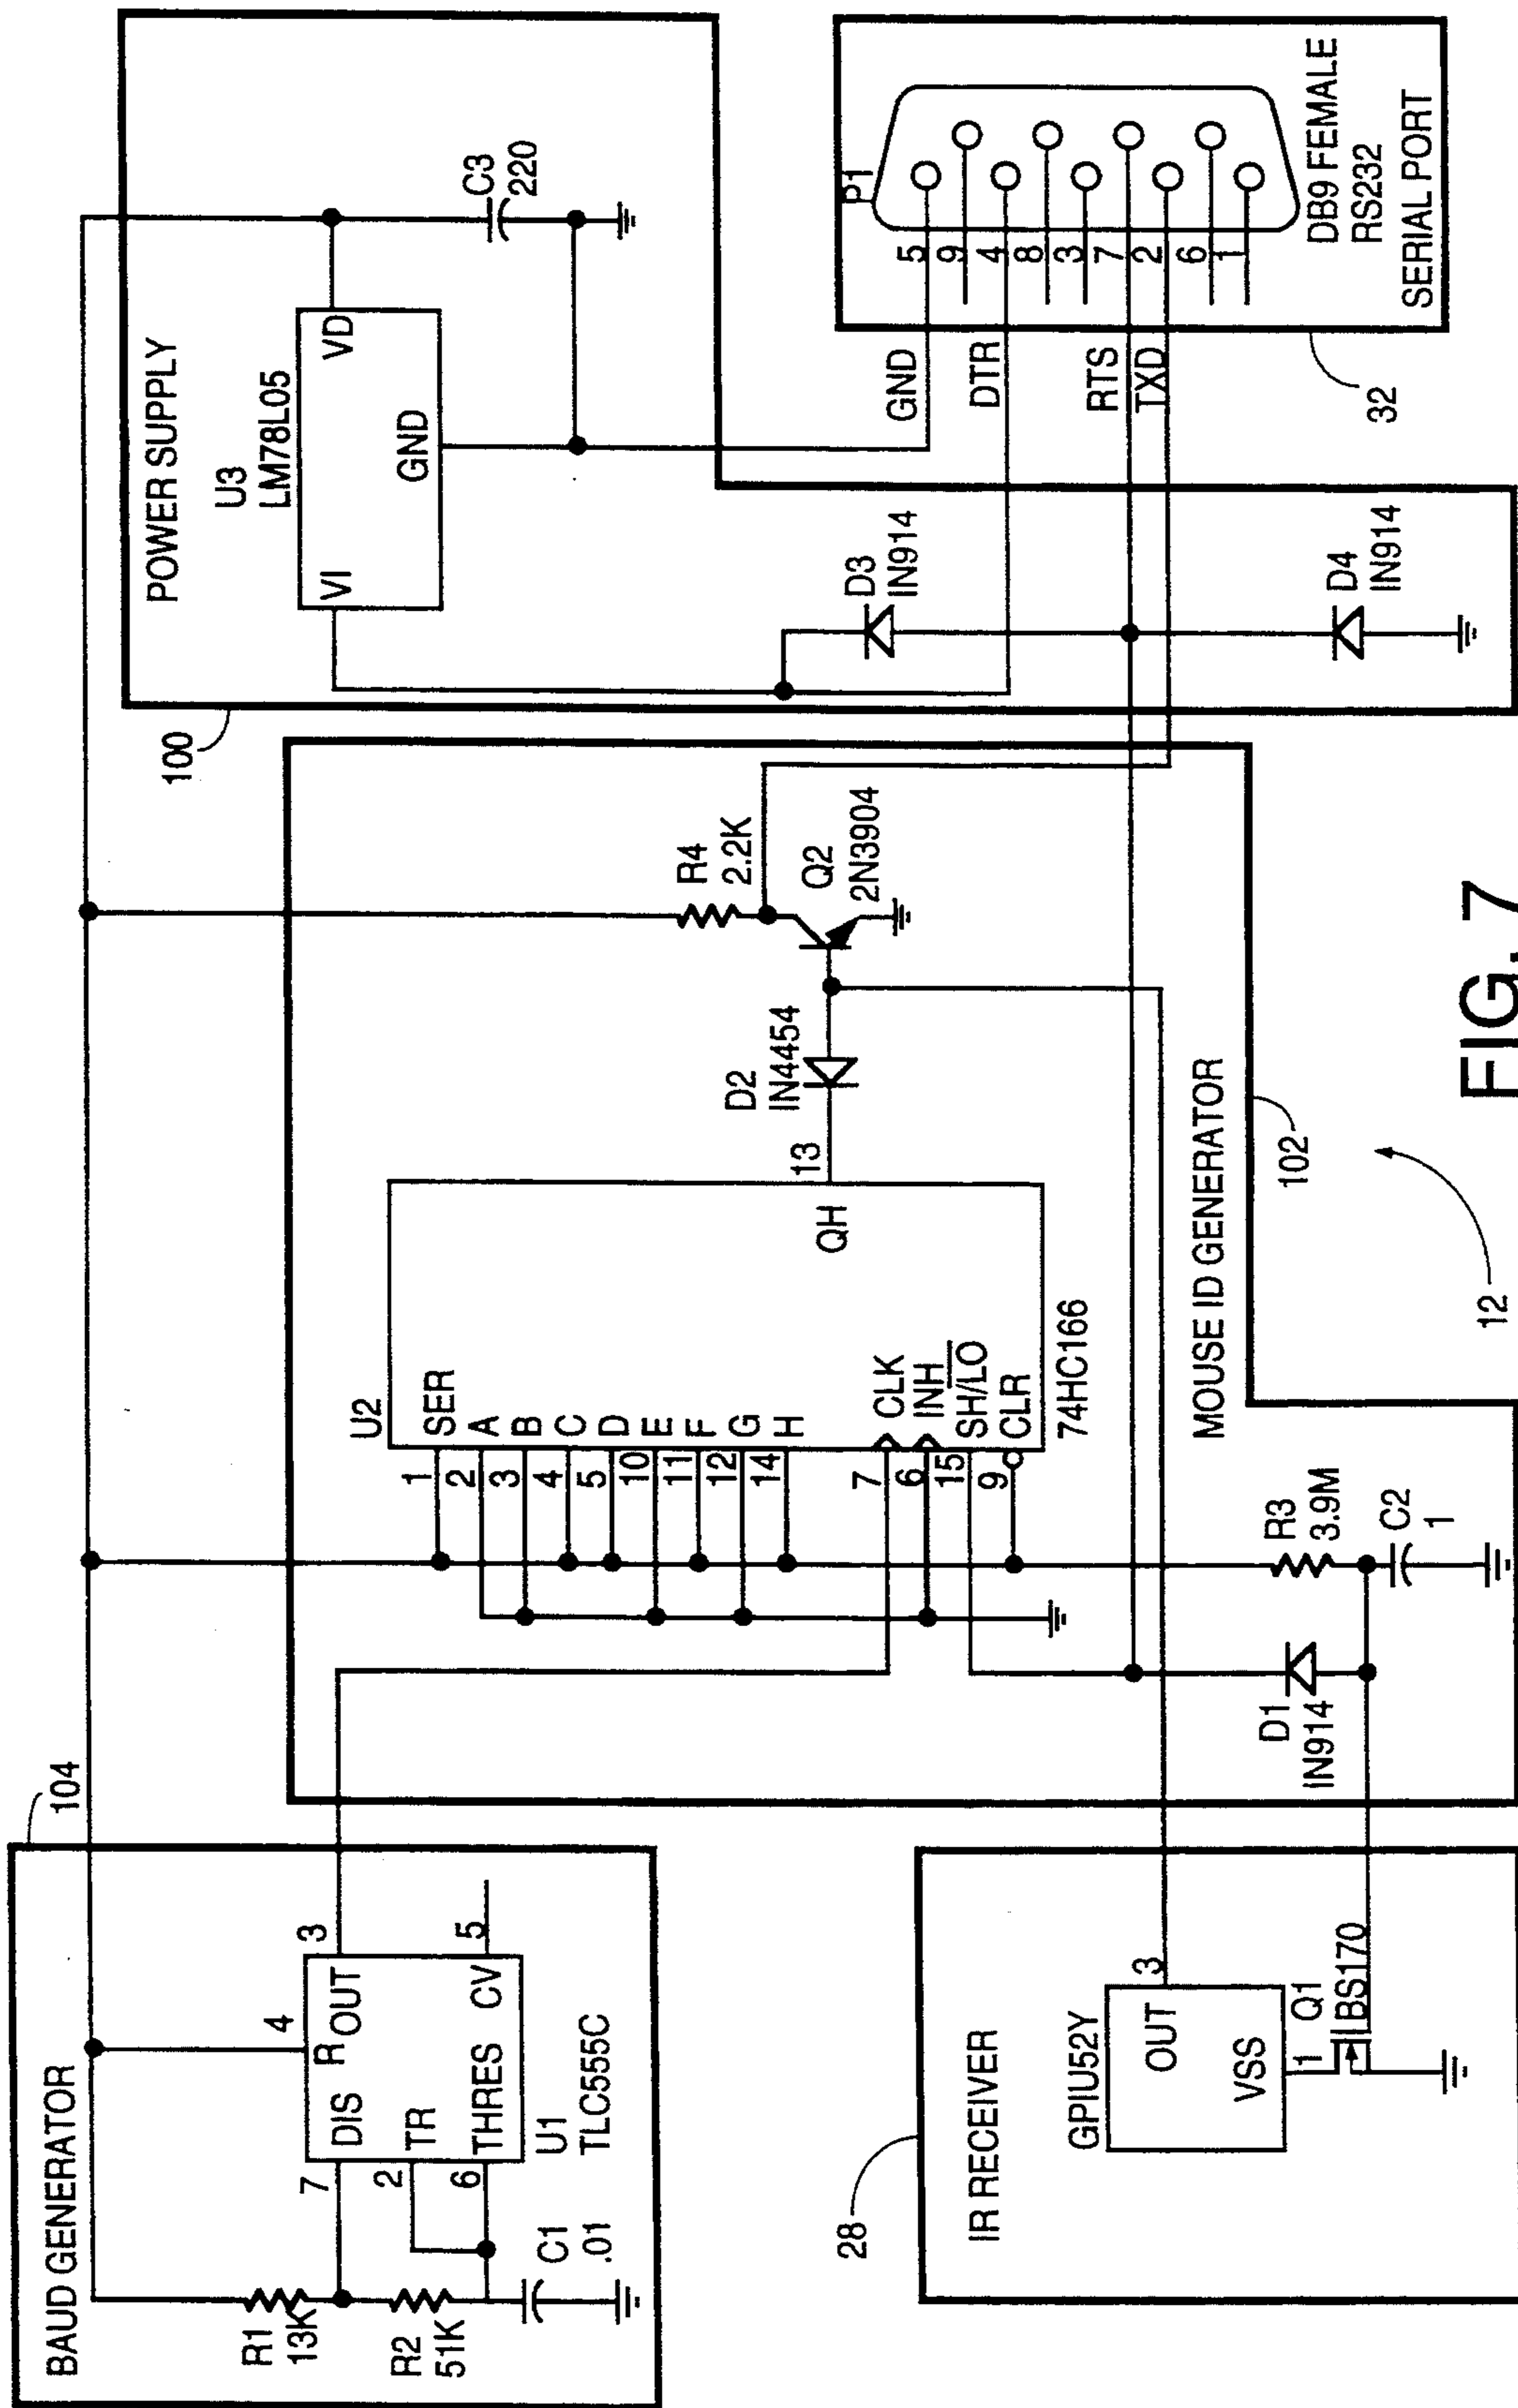 BAUD GENERATOR
104
R1
13K
R2
51K
C1
.01
7
2
6
4
3
5
DIS
R
OUT
TR
THRES
CV
U1
TLC555C
28
IR RECEIVER
GPIU52Y
OUT
3
VSS
1
Q1
BS170
U2
1
2
3
4
5
10
11
12
14
7
6
15
9
SER
A
B
C
D
E
F
G
H
CLK
INH
SH/LO
CLR
QH
13
74HC166
D1
IN914
R3
3.9M
C2
1
D2
IN4454
R4
2.2K
Q2
2N3904
MOUSE ID GENERATOR
102
12
100
POWER SUPPLY
U3
LM78L05
VI
VD
GND
C3
220
D3
IN914
D4
IN914
GND
DTR
RTS
TXD
32
P1
5
9
4
8
3
7
2
6
1
DB9 FEMALE
RS232
SERIAL PORT
FIG. 7